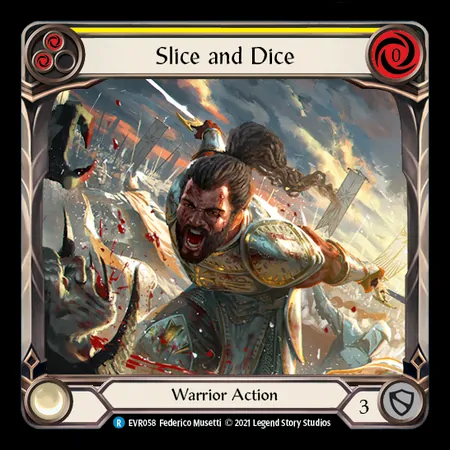 Slice and Dice
0
Warrior Action
3
R EVR058 Federico Musetti © 2021 Legend Story Studios